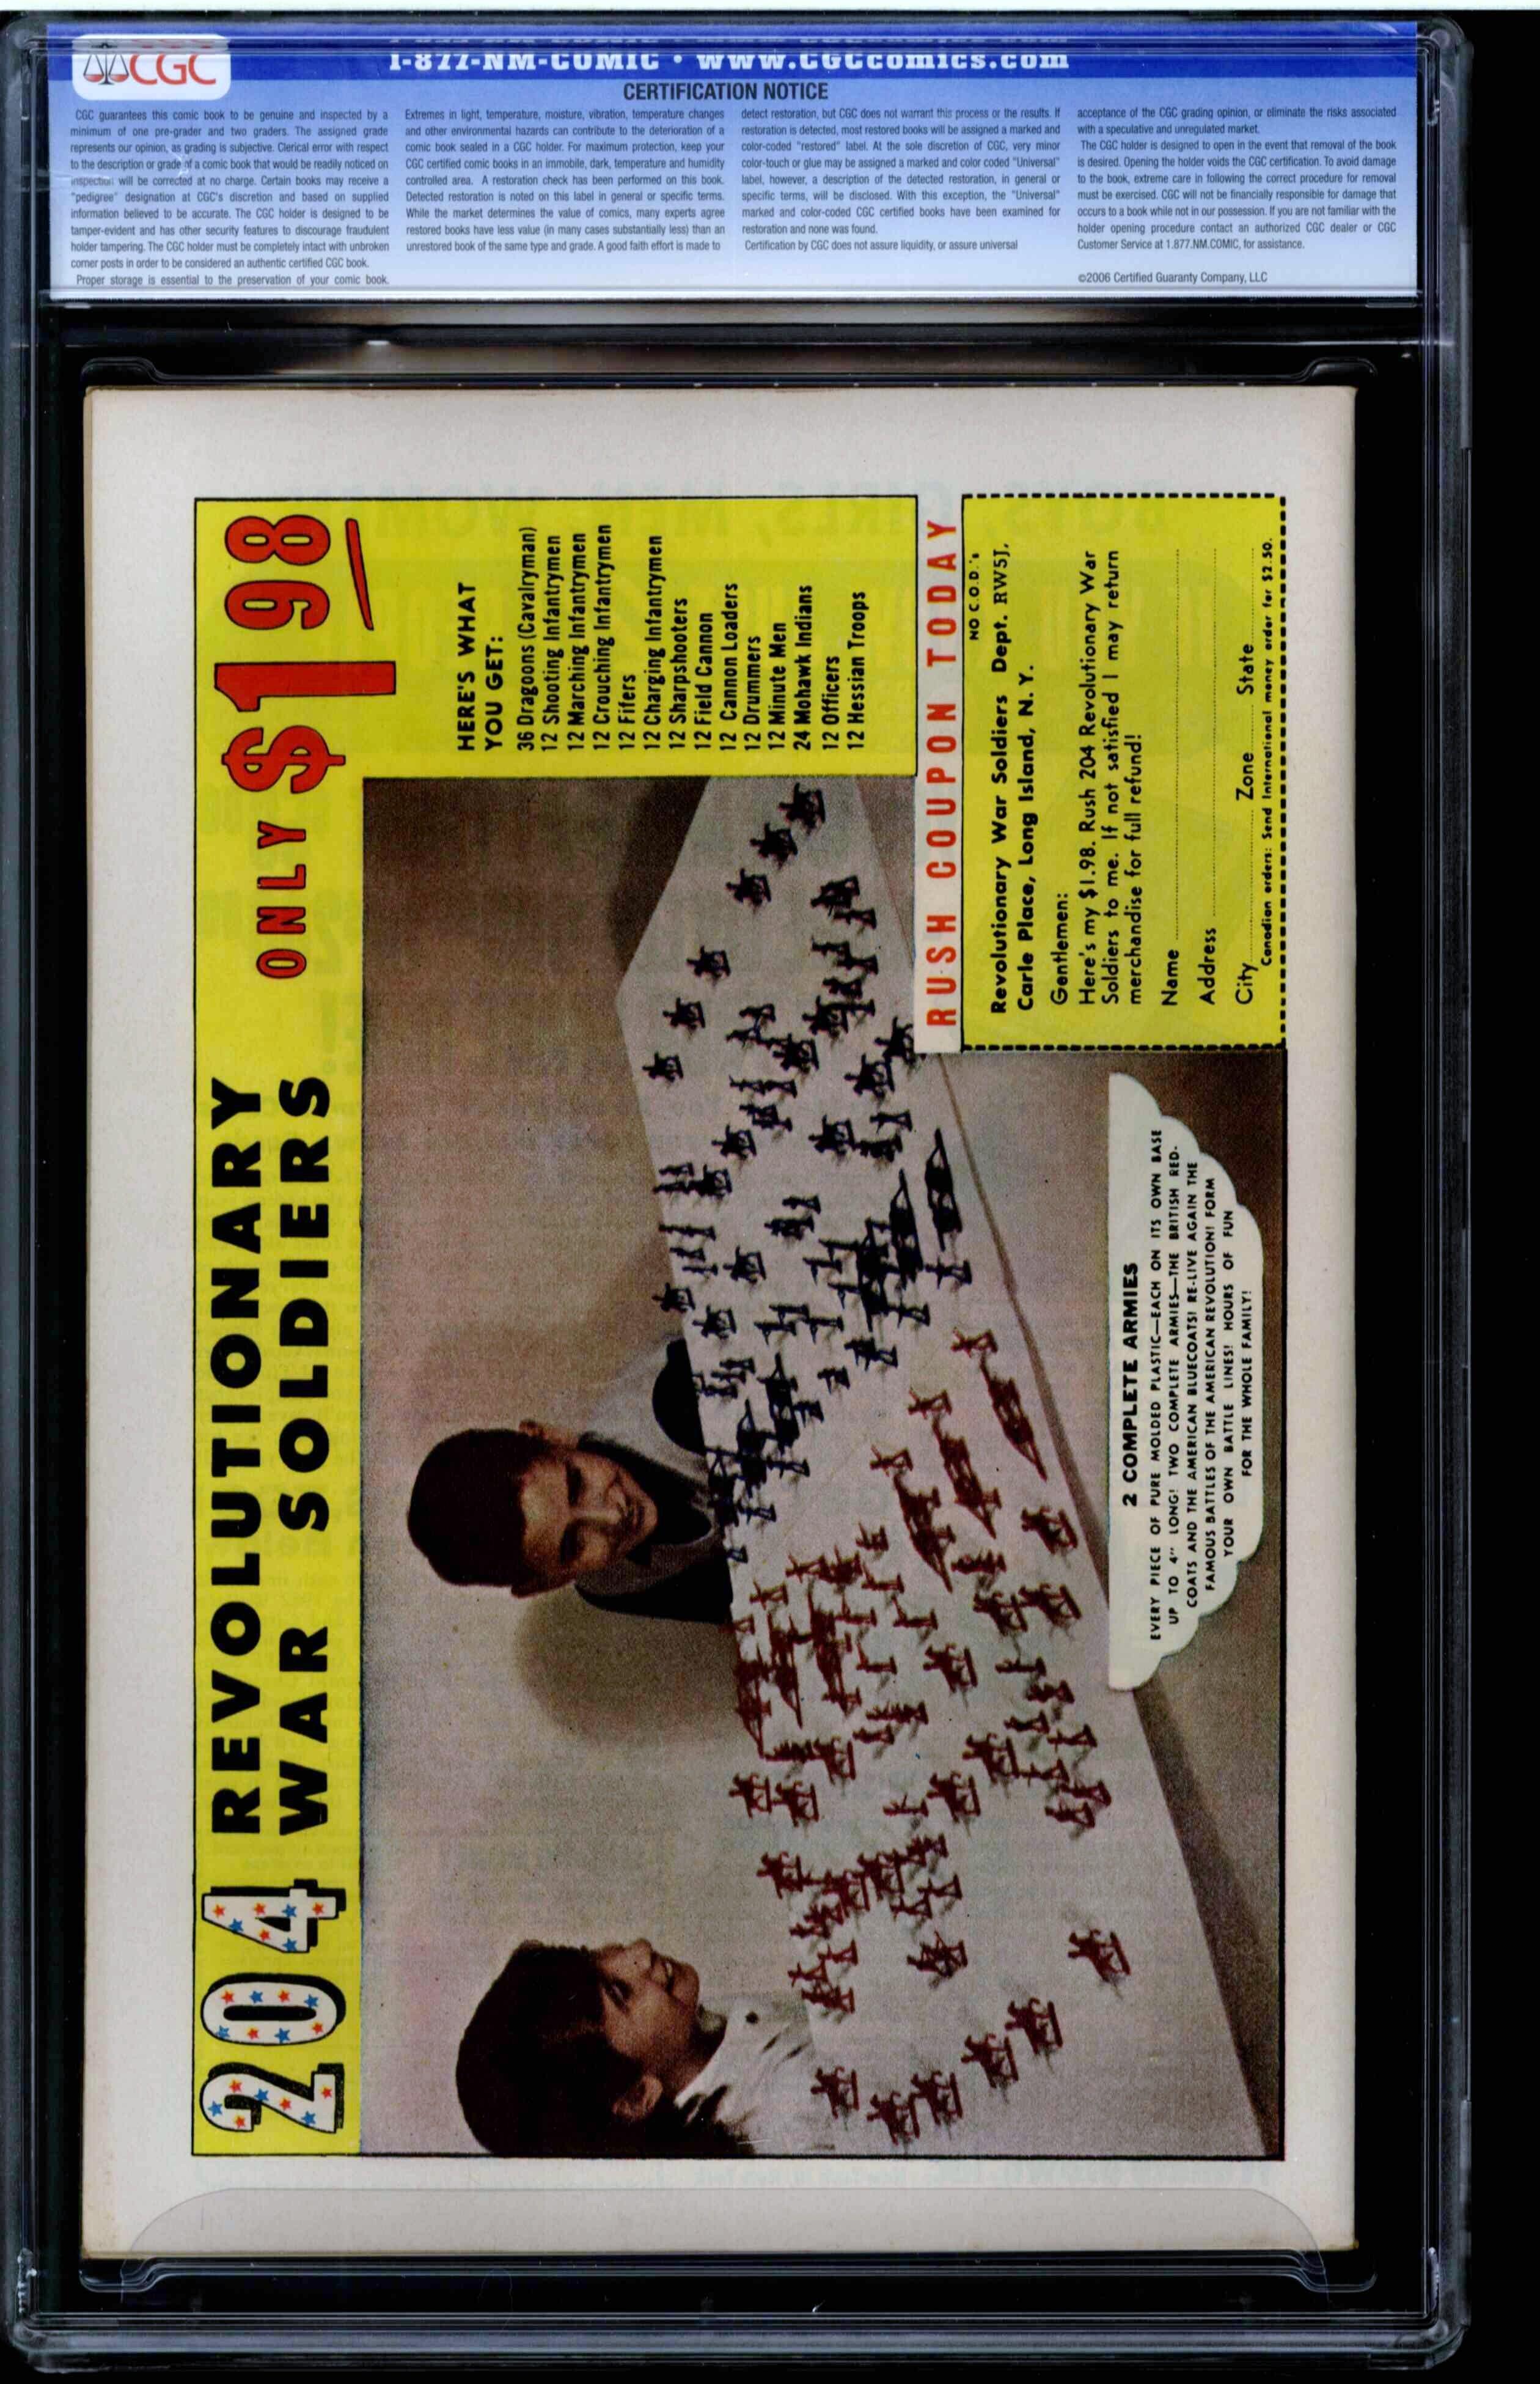 CGC
1-877-NM-COMIC • www.CGCcomics.com
CERTIFICATION NOTICE
CGC guarantees this comic book to be genuine and inspected by a
minimum of one pre-grader and two graders. The assigned grade
represents our opinion, as grading is subjective. Clerical error with respect
to the description or grade of a comic book that would be readily noticed on
inspection will be corrected at no charge. Certain books may receive a
"pedigree" designation at CGC's discretion and based on supplied
information believed to be accurate. The CGC holder is designed to be
tamper-evident and has other security features to discourage fraudulent
holder tampering. The CGC holder must be completely intact with unbroken
corner posts in order to be considered an authentic certified CGC book.
Proper storage is essential to the preservation of your comic book.
Extremes in light, temperature, moisture, vibration, temperature changes
and other environmental hazards can contribute to the deterioration of a
comic book sealed in a CGC holder. For maximum protection, keep your
CGC certified comic books in an immobile, dark, temperature and humidity
controlled area. A restoration check has been performed on this book.
Detected restoration is noted on this label in general or specific terms.
While the market determines the value of comics, many experts agree
restored books have less value (in many cases substantially less) than an
unrestored book of the same type and grade. A good faith effort is made to
detect restoration, but CGC does not warrant this process or the results. If
restoration is detected, most restored books will be assigned a marked and
color-coded "restored" label. At the sole discretion of CGC, very minor
color-touch or glue may be assigned a marked and color coded "Universal"
label, however, a description of the detected restoration, in general or
specific terms, will be disclosed. With this exception, the "Universal"
marked and color-coded CGC certified books have been examined for
restoration and none was found.
Certification by CGC does not assure liquidity, or assure universal
acceptance of the CGC grading opinion, or eliminate the risks associated
with a speculative and unregulated market.
The CGC holder is designed to open in the event that removal of the book
is desired. Opening the holder voids the CGC certification. To avoid damage
to the book, extreme care in following the correct procedure for removal
must be exercised. CGC will not be financially responsible for damage that
occurs to a book while not in our possession. If you are not familiar with the
holder opening procedure contact an authorized CGC dealer or CGC
Customer Service at 1.877.NM.COMIC, for assistance.
©2006 Certified Guaranty Company, LLC
204 REVOLUTIONARY
WAR SOLDIERS
ONLY $1 98
HERE'S WHAT
YOU GET:
36 Dragoons (Cavalryman)
12 Shooting Infantrymen
12 Marching Infantrymen
12 Crouching Infantrymen
12 Fifers
12 Charging Infantrymen
12 Sharpshooters
12 Field Cannon
12 Cannon Loaders
12 Drummers
12 Minute Men
24 Mohawk Indians
12 Officers
12 Hessian Troops
RUSH COUPON TODAY
NO C.O.D.'s
Revolutionary War Soldiers Dept. RW5J,
Carle Place, Long Island, N. Y.
Gentlemen:
Here's my $1.98. Rush 204 Revolutionary War
Soldiers to me. If not satisfied I may return
merchandise for full refund!
Name
Address
City Zone State
Canadian orders: Send International money order for $2.50.
2 COMPLETE ARMIES
EVERY PIECE OF PURE MOLDED PLASTIC—EACH ON ITS OWN BASE
UP TO 4" LONG! TWO COMPLETE ARMIES—THE BRITISH RED-
COATS AND THE AMERICAN BLUECOATS! RE-LIVE AGAIN THE
FAMOUS BATTLES OF THE AMERICAN REVOLUTION! FORM
YOUR OWN BATTLE LINES! HOURS OF FUN
FOR THE WHOLE FAMILY!